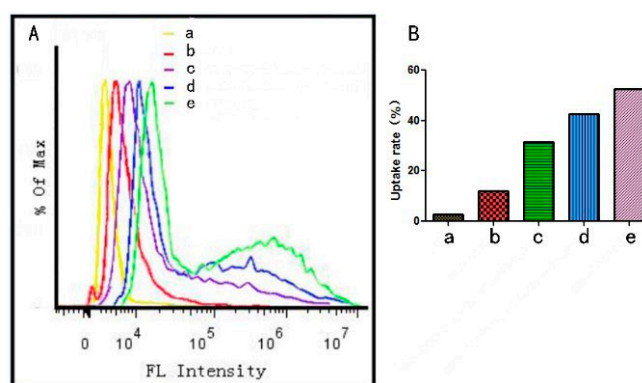 A
a
b
c
d
e
% Of Max
0 10^4 10^5 10^6 10^7
FL Intensity
B
Uptake rate (%)
60
40
20
0
a b c d e